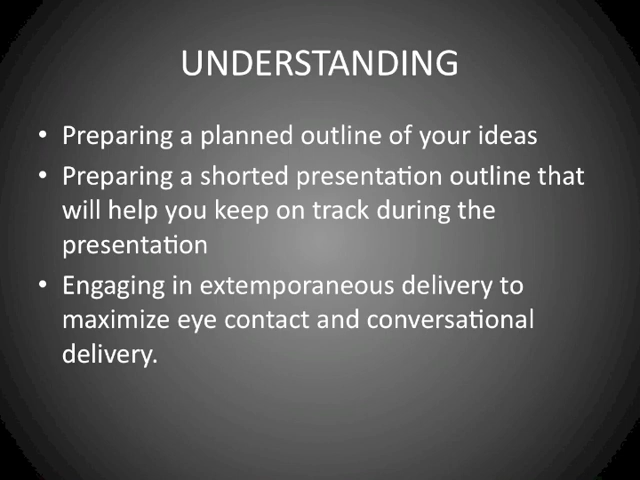 UNDERSTANDING
• Preparing a planned outline of your ideas
• Preparing a shorted presentation outline that
will help you keep on track during the
presentation
• Engaging in extemporaneous delivery to
maximize eye contact and conversational
delivery.